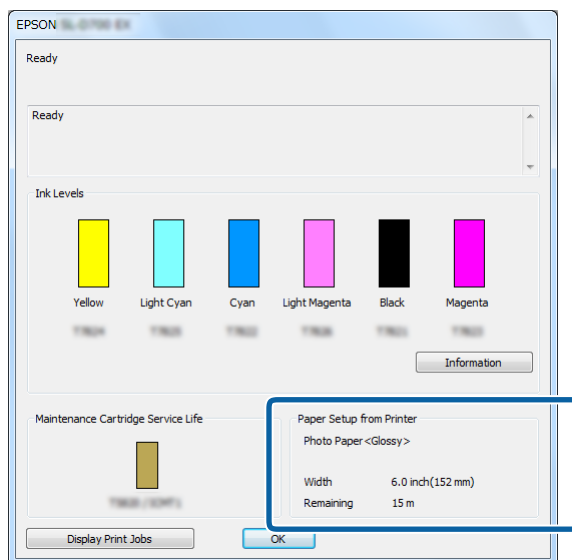 EPSON
Ready
Ready
Ink Levels
Yellow Light Cyan Cyan Light Magenta Black Magenta
Information
Maintenance Cartridge Service Life
Paper Setup from Printer
Photo Paper<Glossy>
Width 6.0 inch(152 mm)
Remaining 15 m
Display Print Jobs OK